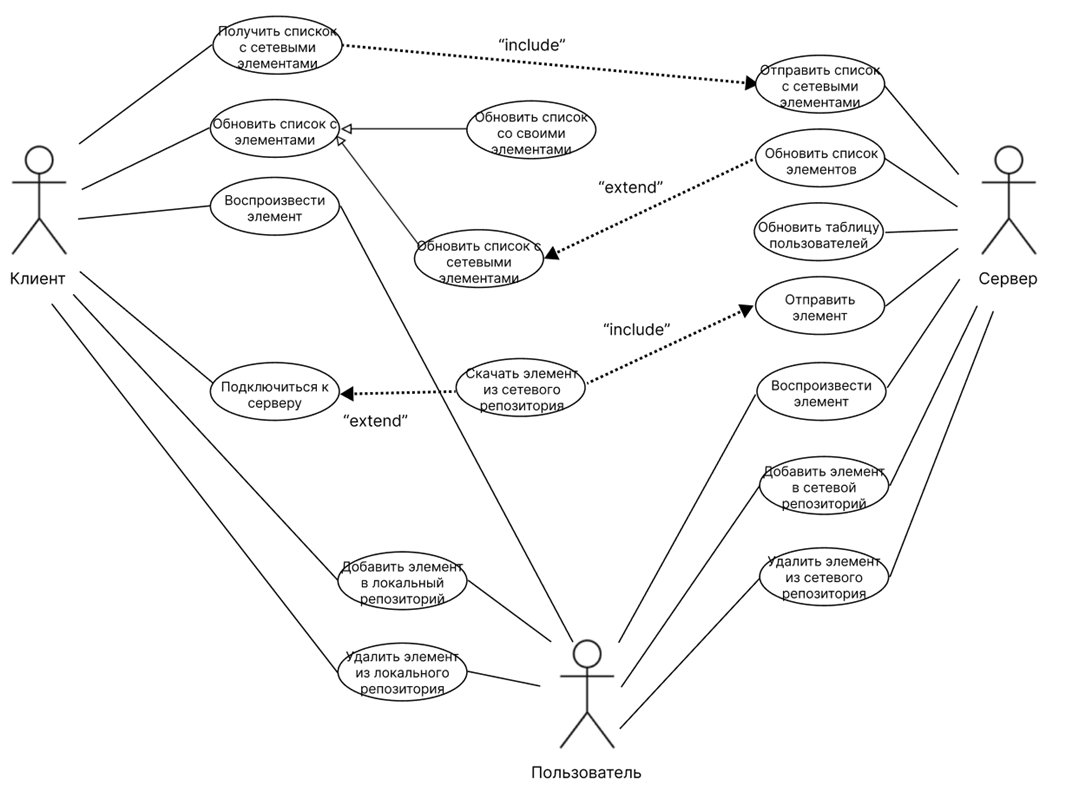 Получить спискок
с сетевыми
элементами
“include”
Отправить список
с сетевыми
элементами
Обновить список с
элементами
Обновить список
со своими
элементами
Обновить список
элементов
“extend”
Воспроизвести
элемент
Обновить таблицу
пользователей
Обновить список с
сетевыми
элементами
Клиент
Сервер
Отправить
элемент
“include”
Подключиться к
серверу
“extend”
Скачать элемент
из сетевого
репозитория
Воспроизвести
элемент
Добавить элемент
в сетевой
репозиторий
Добавить элемент
в локальный
репозиторий
Удалить элемент
из сетевого
репозитория
Удалить элемент
из локального
репозитория
Пользователь